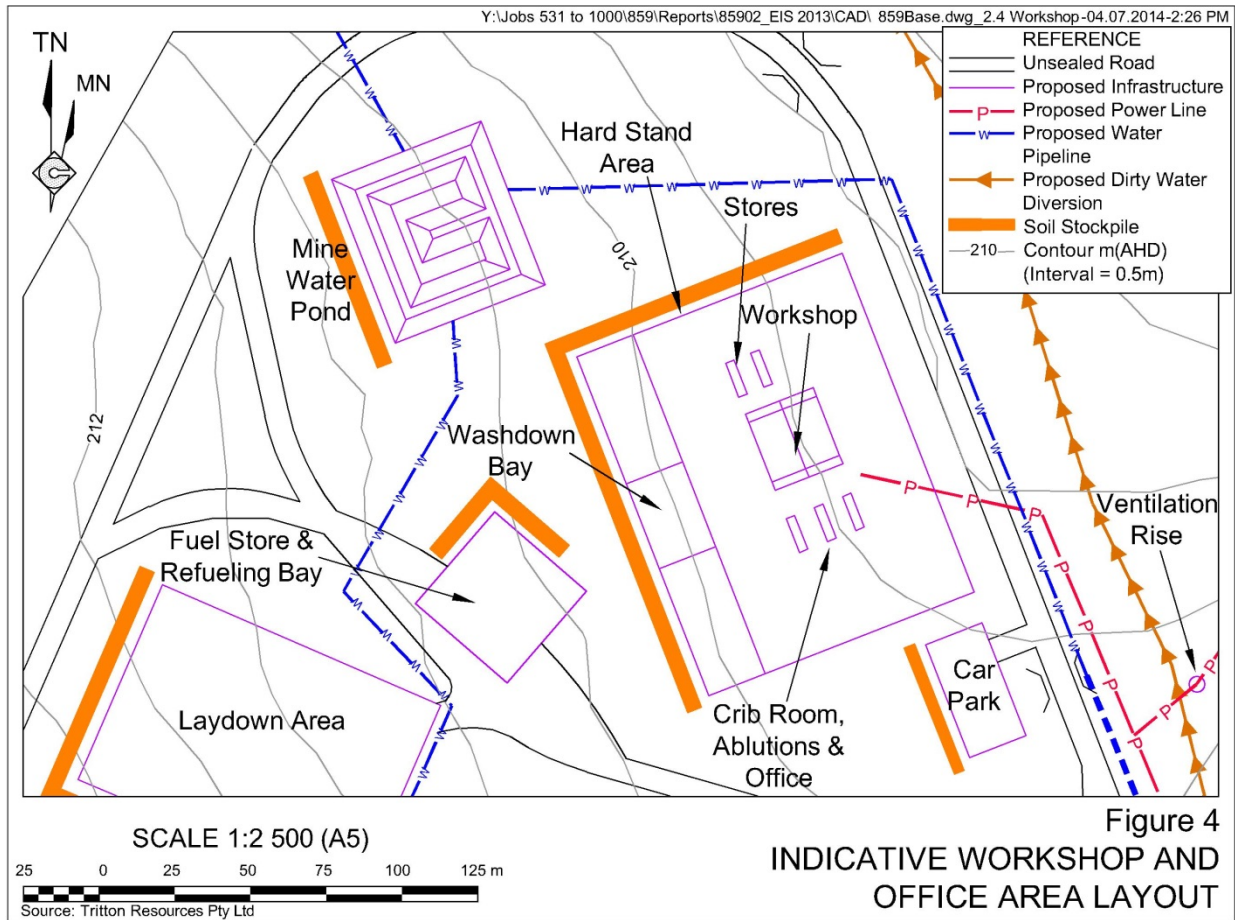 Y:\Jobs 531 to 1000\859\Reports\85902_EIS 2013\CAD\ 859Base.dwg_2.4 Workshop-04.07.2014-2:26 PM
TN
MN
REFERENCE
Unsealed Road
Proposed Infrastructure
P
Proposed Power Line
W
Proposed Water
Pipeline
Proposed Dirty Water
Diversion
Soil Stockpile
210
Contour m(AHD)
(Interval = 0.5m)
Hard Stand
Area
Stores
Mine
Water
Pond
210
Workshop
212
Washdown
Bay
Ventilation
Rise
Fuel Store &
Refueling Bay
Laydown Area
Crib Room,
Ablutions &
Office
Car
Park
SCALE 1:2 500 (A5)
25 0 25 50 75 100 125 m
Source: Tritton Resources Pty Ltd
Figure 4
INDICATIVE WORKSHOP AND
OFFICE AREA LAYOUT